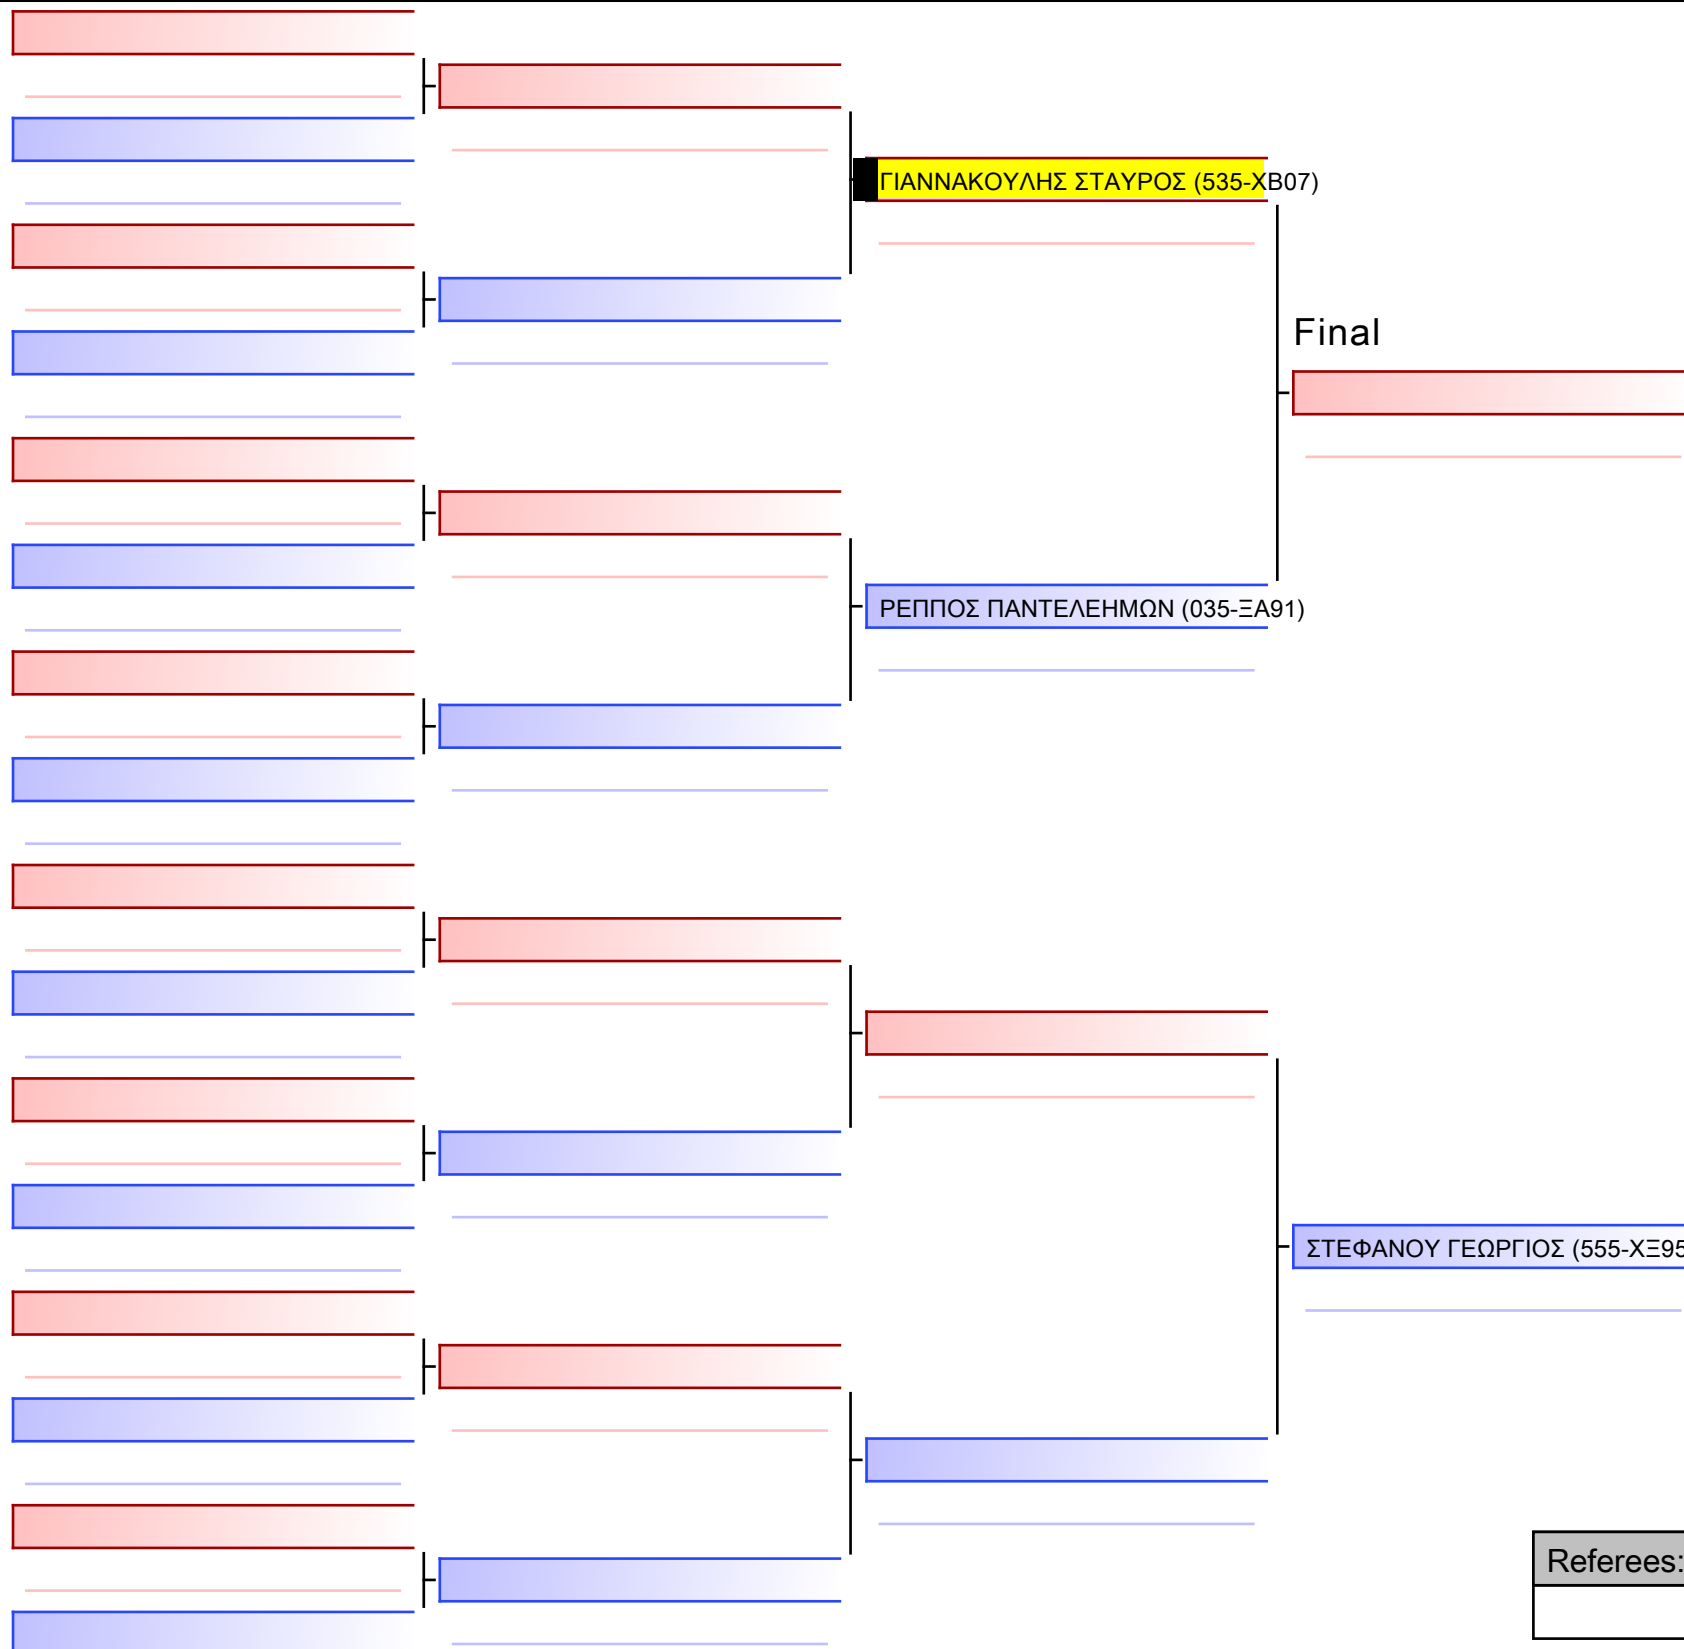 ΓΙΑΝΝΑΚΟΥΛΗΣ ΣΤΑΥΡΟΣ (535-ΧΒ07)
Final
ΡΕΠΠΟΣ ΠΑΝΤΕΛΕΗΜΩΝ (035-ΞΑ91)
ΣΤΕΦΑΝΟΥ ΓΕΩΡΓΙΟΣ (555-ΧΞ95
Referees: